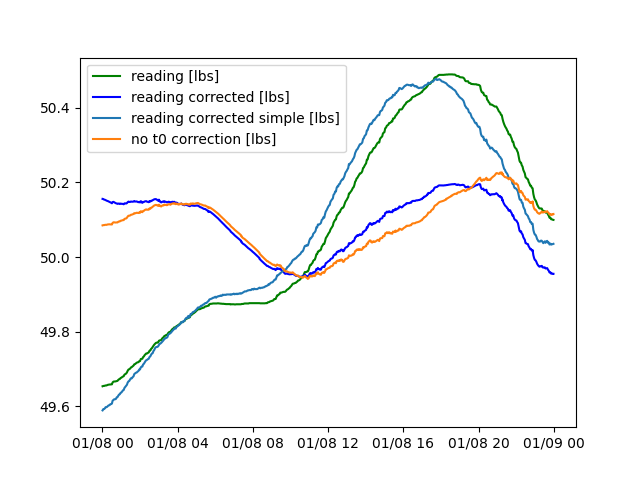 reading [lbs]
reading corrected [lbs]
reading corrected simple [lbs]
no t0 correction [lbs]
50.4
50.2
50.0
49.8
49.6
01/08 00 01/08 04 01/08 08 01/08 12 01/08 16 01/08 20 01/09 00